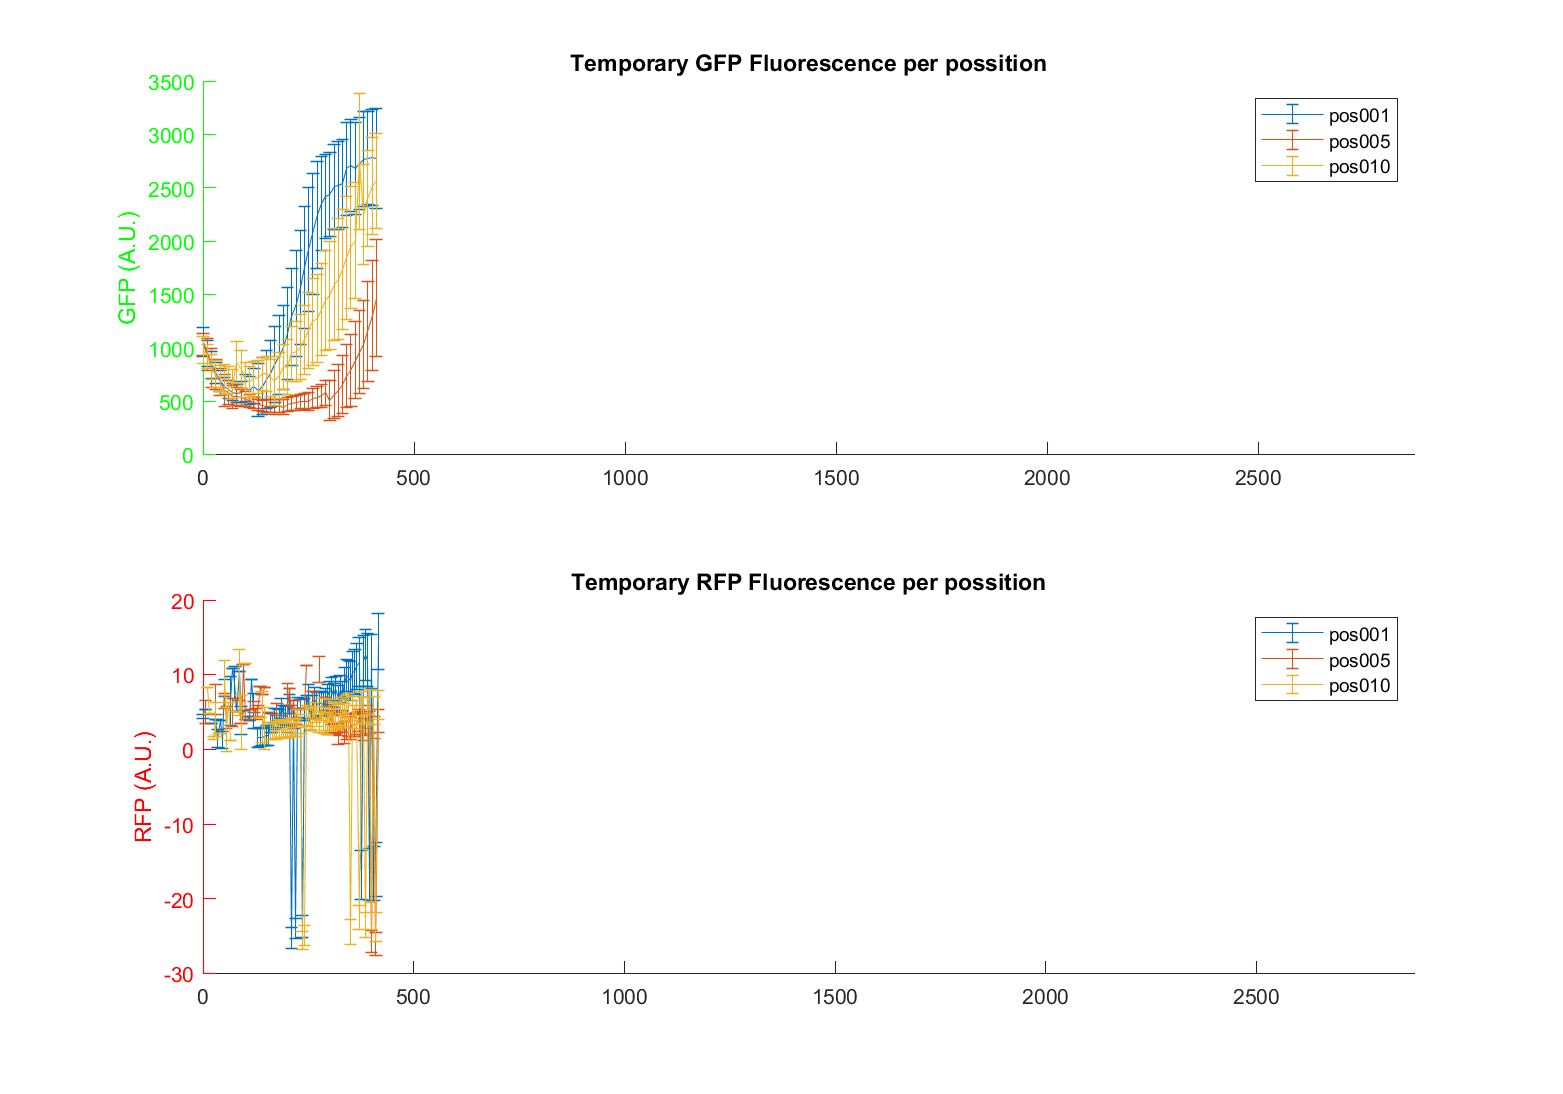 Temporary GFP Fluorescence per possition
3500
3000
2500
2000
1500
1000
500
0
GFP (A.U.)
0 500 1000 1500 2000 2500
pos001
pos005
pos010
Temporary RFP Fluorescence per possition
20
10
0
-10
-20
-30
RFP (A.U.)
0 500 1000 1500 2000 2500
pos001
pos005
pos010